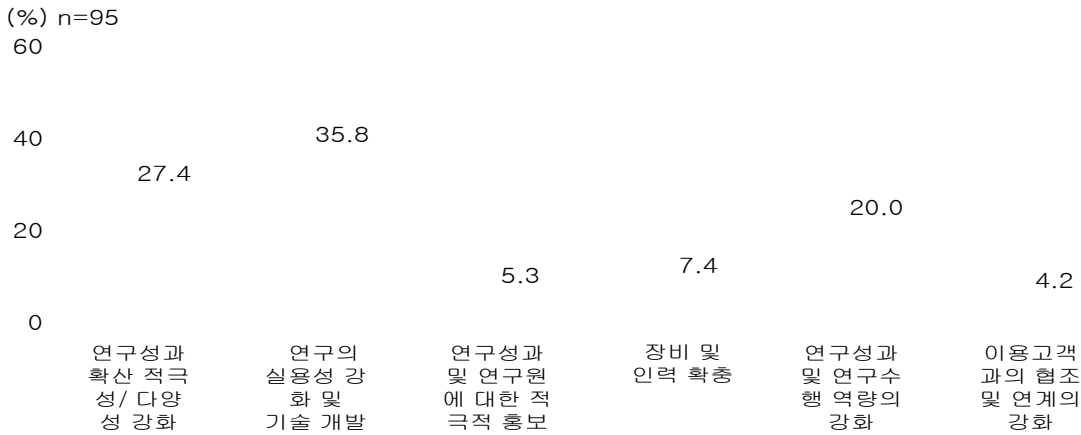 (%) n=95
60
40
20
0
27.4
35.8
5.3
7.4
20.0
4.2
연구성과
확산 적극
성/ 다양
성 강화
연구의
실용성 강
화 및
기술 개발
연구성과
및 연구원
에 대한 적
극적 홍보
장비 및
인력 확충
연구성과
및 연구수
행 역량의
강화
이용고객
과의 협조
및 연계의
강화